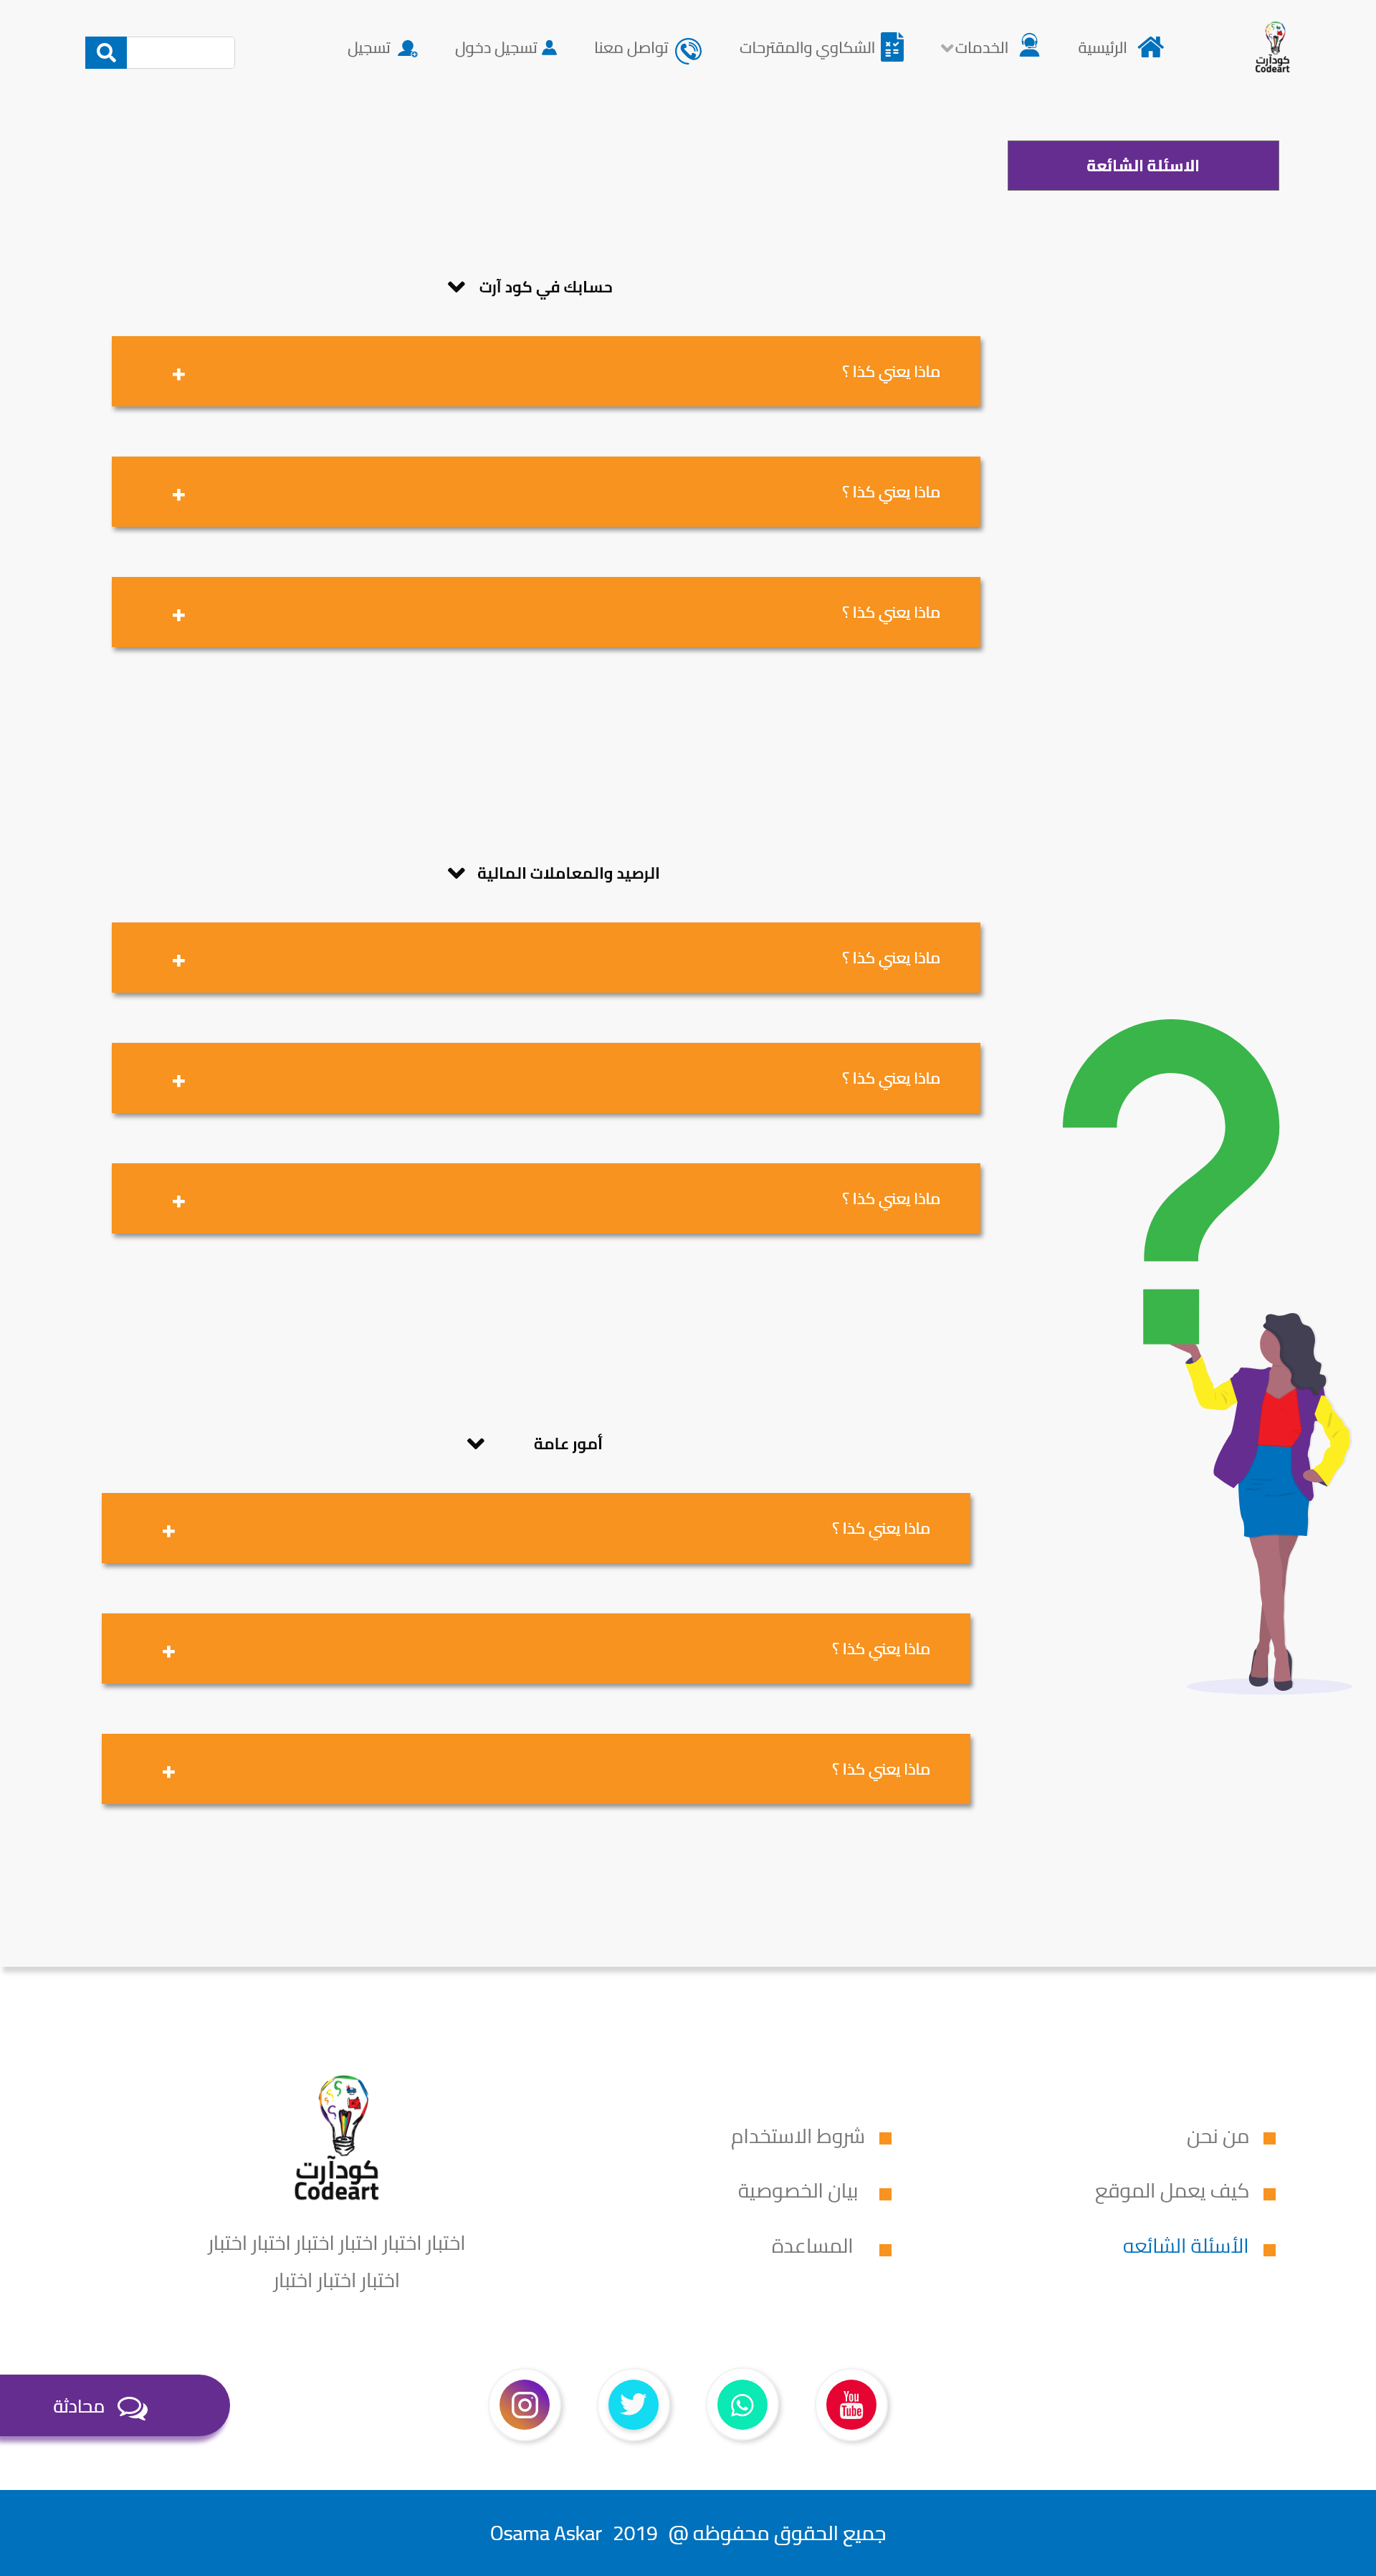 كودآرت
Codeart
الرئيسية
الخدمات
الشكاوي والمقترحات
تواصل معنا
تسجيل دخول
تسجيل
الاسئلة الشائعة
حسابك في كود آرت
ماذا يعني كذا ؟
ماذا يعني كذا ؟
ماذا يعني كذا ؟
الرصيد والمعاملات المالية
ماذا يعني كذا ؟
ماذا يعني كذا ؟
ماذا يعني كذا ؟
?
أمور عامة
ماذا يعني كذا ؟
ماذا يعني كذا ؟
ماذا يعني كذا ؟
من نحن
كيف يعمل الموقع
الأسئلة الشائعه
شروط الاستخدام
بيان الخصوصية
المساعدة
كودآرت
Codeart
اختبار اختبار اختبار اختبار اختبار اختبار
اختبار اختبار اختبار
You
Tube
محادثة
جميع الحقوق محفوظه @ 2019 Osama Askar